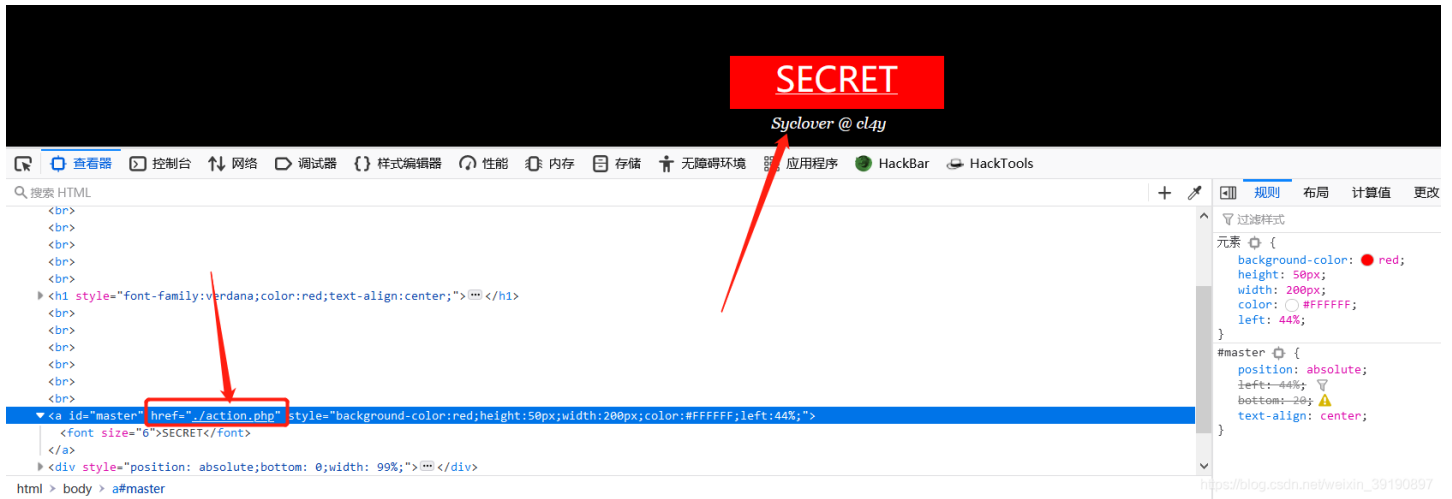 SECRET
Syclover @ cl4y
查看器 控制台 网络 调试器 样式编辑器 性能 内存 存储 无障碍环境 应用程序 HackBar HackTools
搜索 HTML
<br>
<br>
<br>
<br>
<br>
<h1 style="font-family:verdana;color:red;text-align:center;">⋯</h1>
<br>
<br>
<br>
<br>
<br>
<br>
<a id="master" href="./action.php" style="background-color:red;height:50px;width:200px;color:#FFFFFF;left:44%;">
<font size="6">SECRET</font>
</a>
<div style="position: absolute;bottom: 0;width: 99%;">⋯</div>
html > body > a#master
规则 布局 计算值 更改
过滤样式
元素 {
background-color: red;
height: 50px;
width: 200px;
color: #FFFFFF;
left: 44%;
}
#master {
position: absolute;
left: 44%;
bottom: 20;
text-align: center;
}
https://blog.csdn.net/weixin_39190897